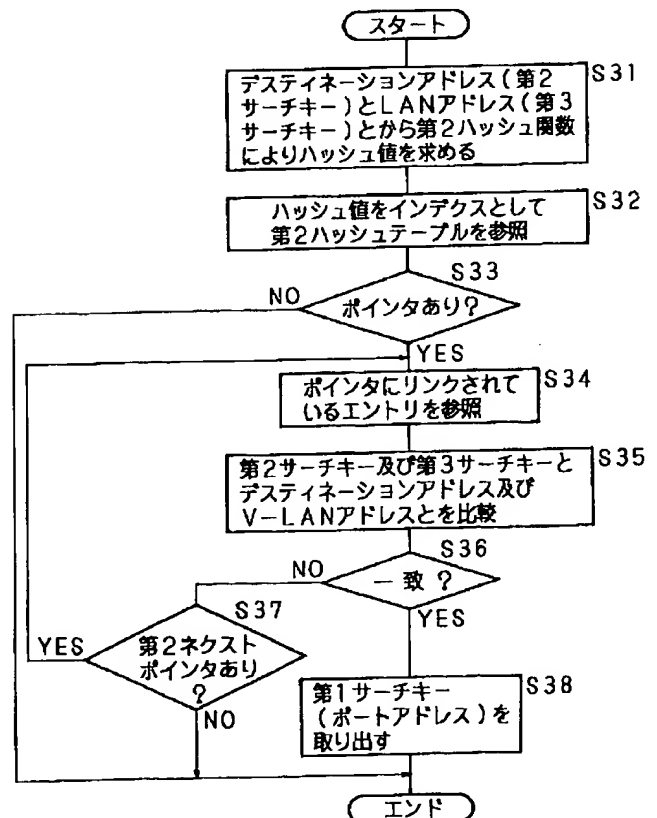 スタート
デスティネーションアドレス(第2
サーチキー)とLANアドレス(第3
サーチキー)とから第2ハッシュ関数
によりハッシュ値を求める
S31
ハッシュ値をインデクスとして
第2ハッシュテーブルを参照
S32
S33
NO
ポインタあり?
YES
ポインタにリンクされて
いるエントリを参照
S34
第2サーチキー及び第3サーチキーと
デスティネーションアドレス及び
V-LANアドレスとを比較
S35
S36
NO
一致 ?
YES
S37
YES
第2ネクスト
ポインタあり
?
NO
第1サーチキー
(ポートアドレス)を
取り出す
S38
エンド